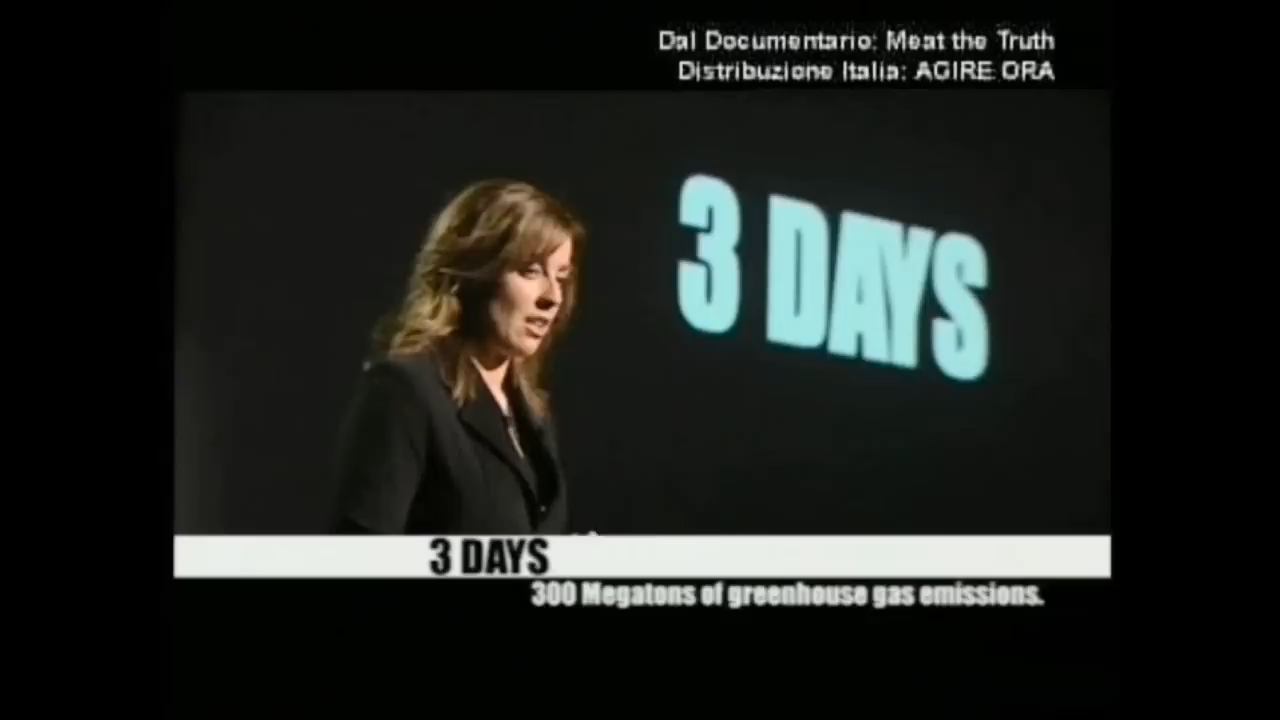 Dal Documentario: Meat the Truth
Distribuzione Italia: AGIRE ORA
3 DAYS
3 DAYS
300 Megatons of greenhouse gas emissions.